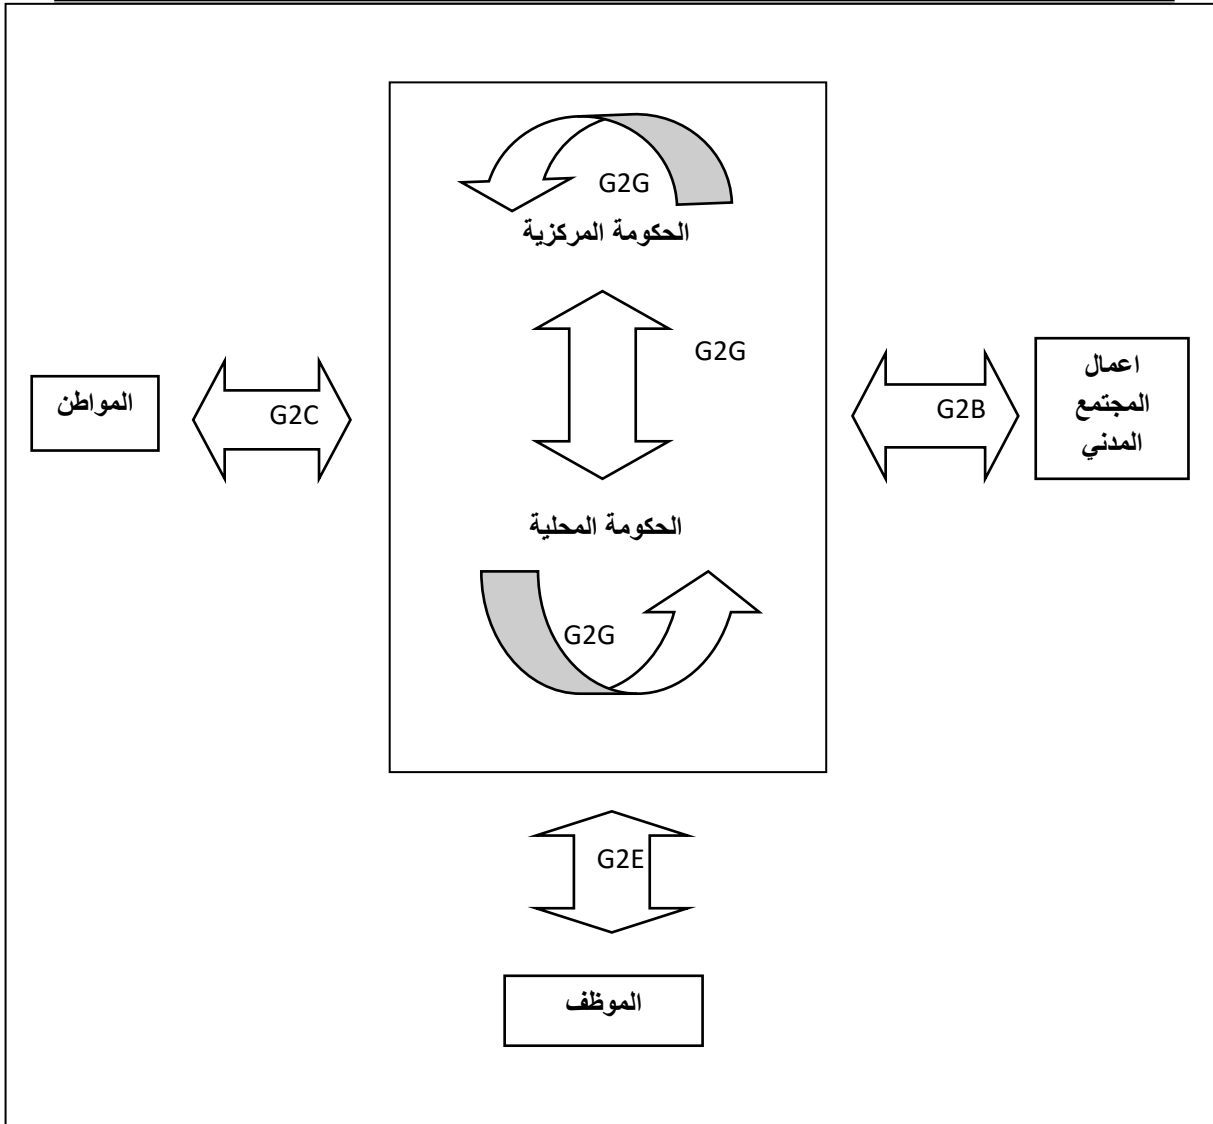 G2G
الحكومة المركزية
G2G
اعمال
المجتمع
المدني
G2B
G2C
المواطن
الحكومة المحلية
G2G
G2E
الموظف